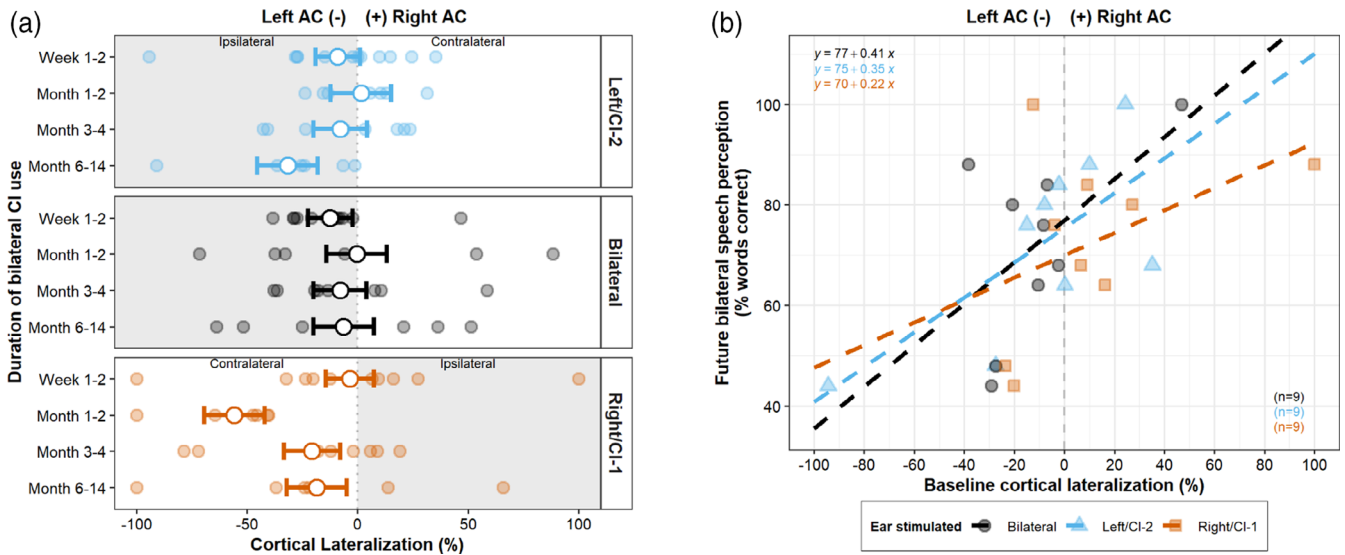 (a)
Left AC (-) (+) Right AC
Ipsilateral
Contralateral
Week 1-2
Month 1-2
Month 3-4
Month 6-14
Left/CI-2
Week 1-2
Month 1-2
Month 3-4
Month 6-14
Bilateral
Contralateral
Ipsilateral
Week 1-2
Month 1-2
Month 3-4
Month 6-14
Right/CI-1
Duration of bilateral CI use
-100 -50 0 50 100
Cortical Lateralization (%)
(b)
Left AC (-) (+) Right AC
y = 77 + 0.41 x
y = 75 + 0.35 x
y = 70 + 0.22 x
100
80
60
40
Future bilateral speech perception
(% words correct)
(n=9)
(n=9)
(n=9)
-100 -80 -60 -40 -20 0 20 40 60 80 100
Baseline cortical lateralization (%)
Ear stimulated Bilateral Left/CI-2 Right/CI-1